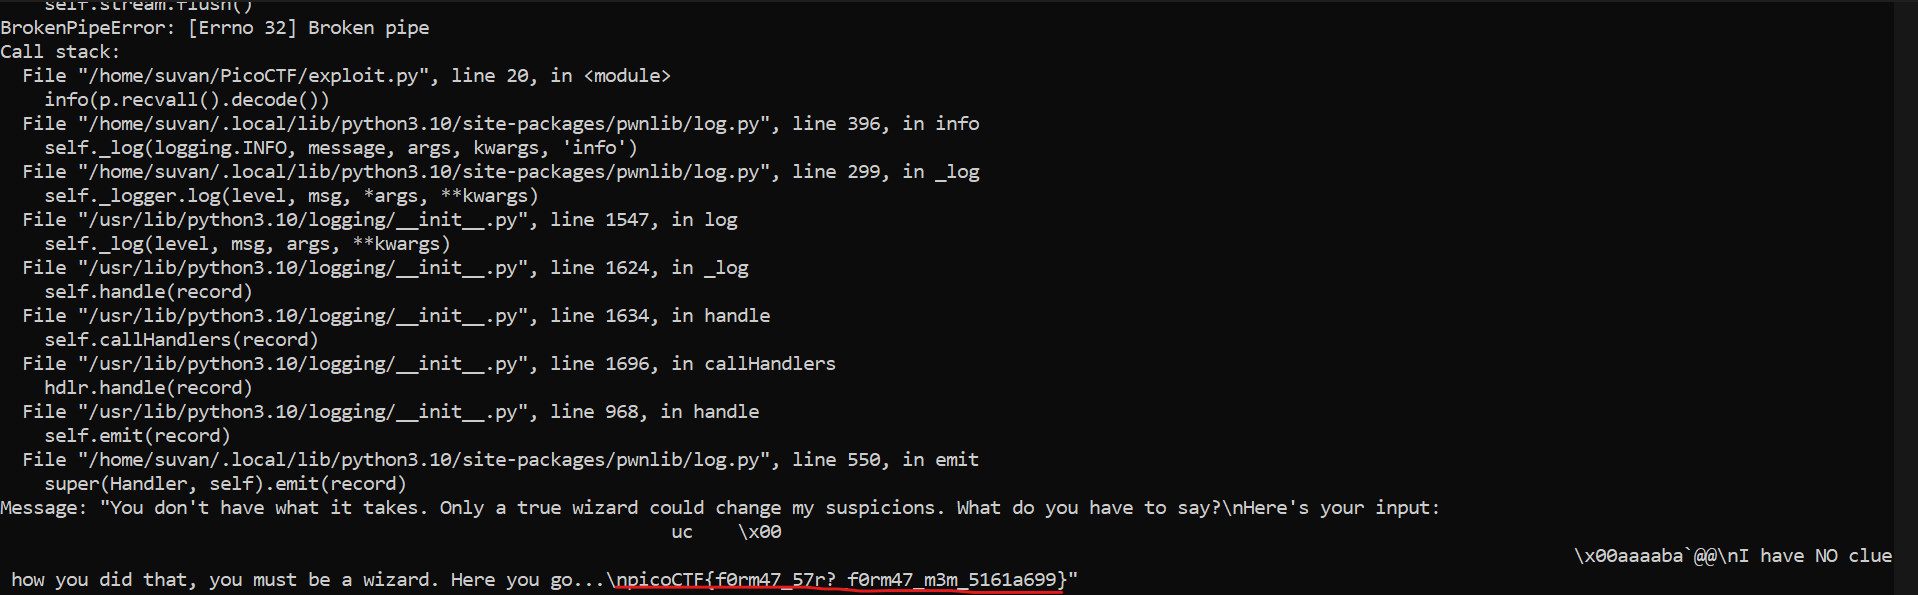 self.stream.flush()
BrokenPipeError: [Errno 32] Broken pipe
Call stack:
  File "/home/suvan/PicoCTF/exploit.py", line 20, in <module>
    info(p.recvall().decode())
  File "/home/suvan/.local/lib/python3.10/site-packages/pwnlib/log.py", line 396, in info
    self._log(logging.INFO, message, args, kwargs, 'info')
  File "/home/suvan/.local/lib/python3.10/site-packages/pwnlib/log.py", line 299, in _log
    self._logger.log(level, msg, *args, **kwargs)
  File "/usr/lib/python3.10/logging/__init__.py", line 1547, in log
    self._log(level, msg, args, **kwargs)
  File "/usr/lib/python3.10/logging/__init__.py", line 1624, in _log
    self.handle(record)
  File "/usr/lib/python3.10/logging/__init__.py", line 1634, in handle
    self.callHandlers(record)
  File "/usr/lib/python3.10/logging/__init__.py", line 1696, in callHandlers
    hdlr.handle(record)
  File "/usr/lib/python3.10/logging/__init__.py", line 968, in handle
    self.emit(record)
  File "/home/suvan/.local/lib/python3.10/site-packages/pwnlib/log.py", line 550, in emit
    super(Handler, self).emit(record)
Message: "You don't have what it takes. Only a true wizard could change my suspicions. What do you have to say?\nHere's your input:
uc    \x00
\x00aaaaba`@@\nI have NO clue
 how you did that, you must be a wizard. Here you go...\npicoCTF{f0rm47_57r?_f0rm47_m3m_5161a699}"